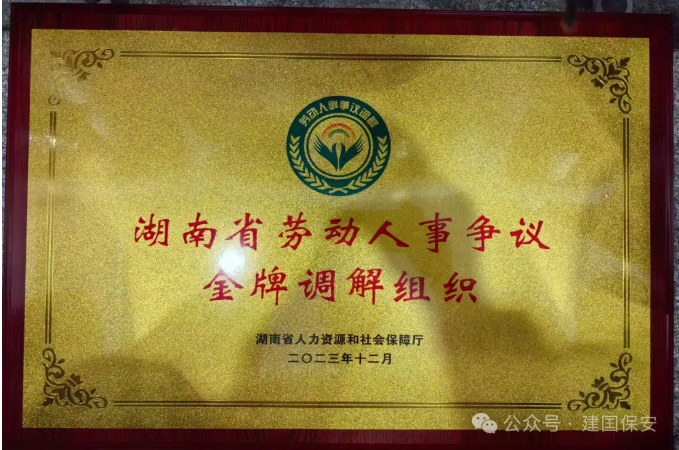 劳动人事争议调解
湖南省劳动人事争议
金牌调解组织
湖南省人力资源和社会保障厅
二〇二三年十二月
公众号·建国保安